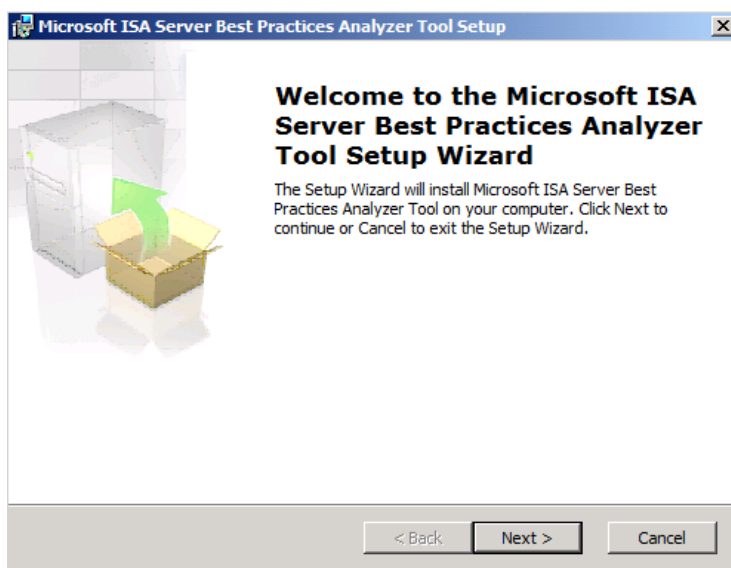 Microsoft ISA Server Best Practices Analyzer Tool Setup
Welcome to the Microsoft ISA
Server Best Practices Analyzer
Tool Setup Wizard
The Setup Wizard will install Microsoft ISA Server Best
Practices Analyzer Tool on your computer. Click Next to
continue or Cancel to exit the Setup Wizard.
< Back Next > Cancel